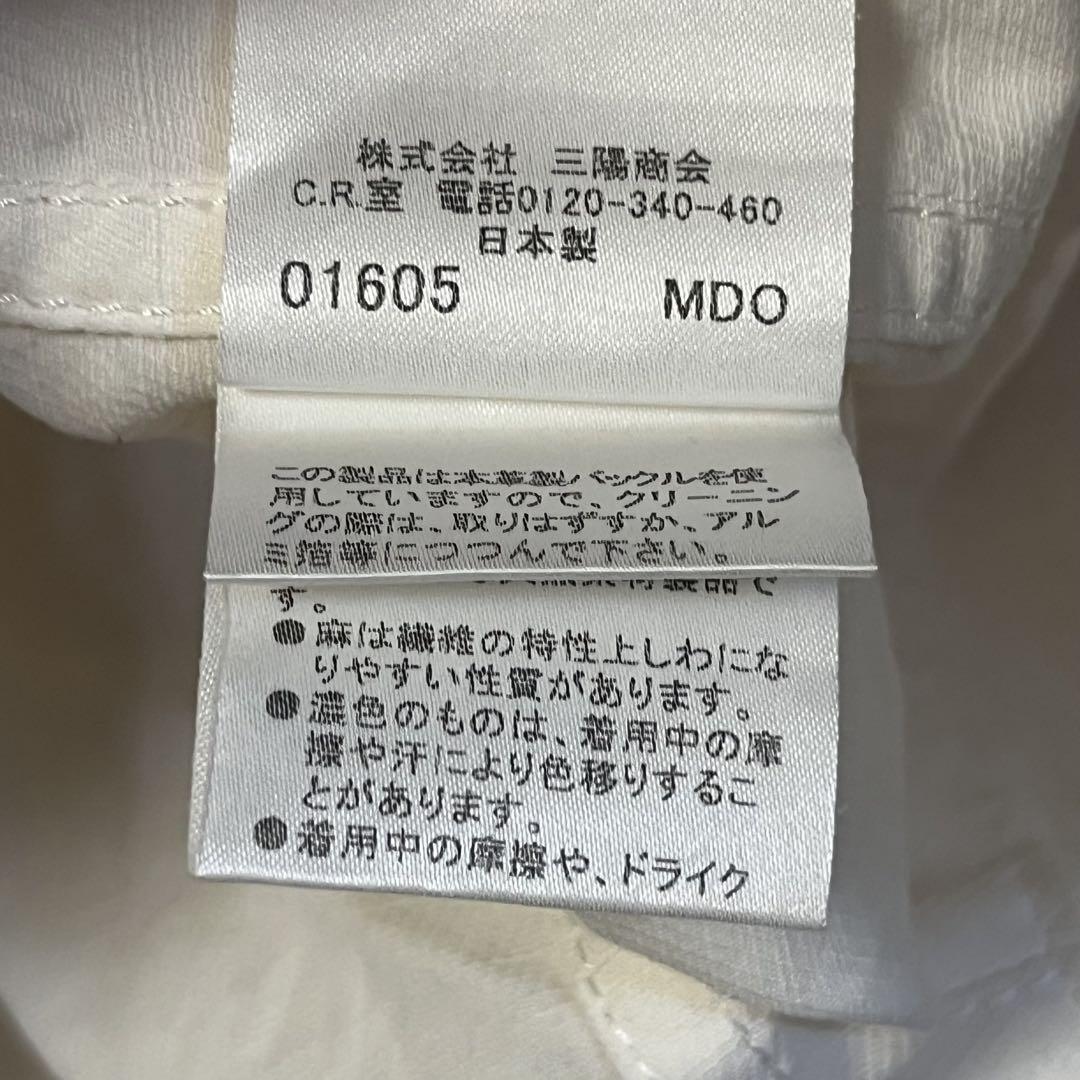 株式会社 三陽商会
C.R.室 電話0120-340-460
日本製
01605 MDO
この製品は本革製バックルを使
用していますので、クリーニン
グの際は、取りはずすか、アル
ミ箔等につつんで下さい。
製品で
す。
●麻は繊維の特性上しわにな
りやすい性質があります。
●濃色のものは、着用中の摩
擦や汗により色移りするこ
とがあります。
●着用中の摩擦や、ドライク